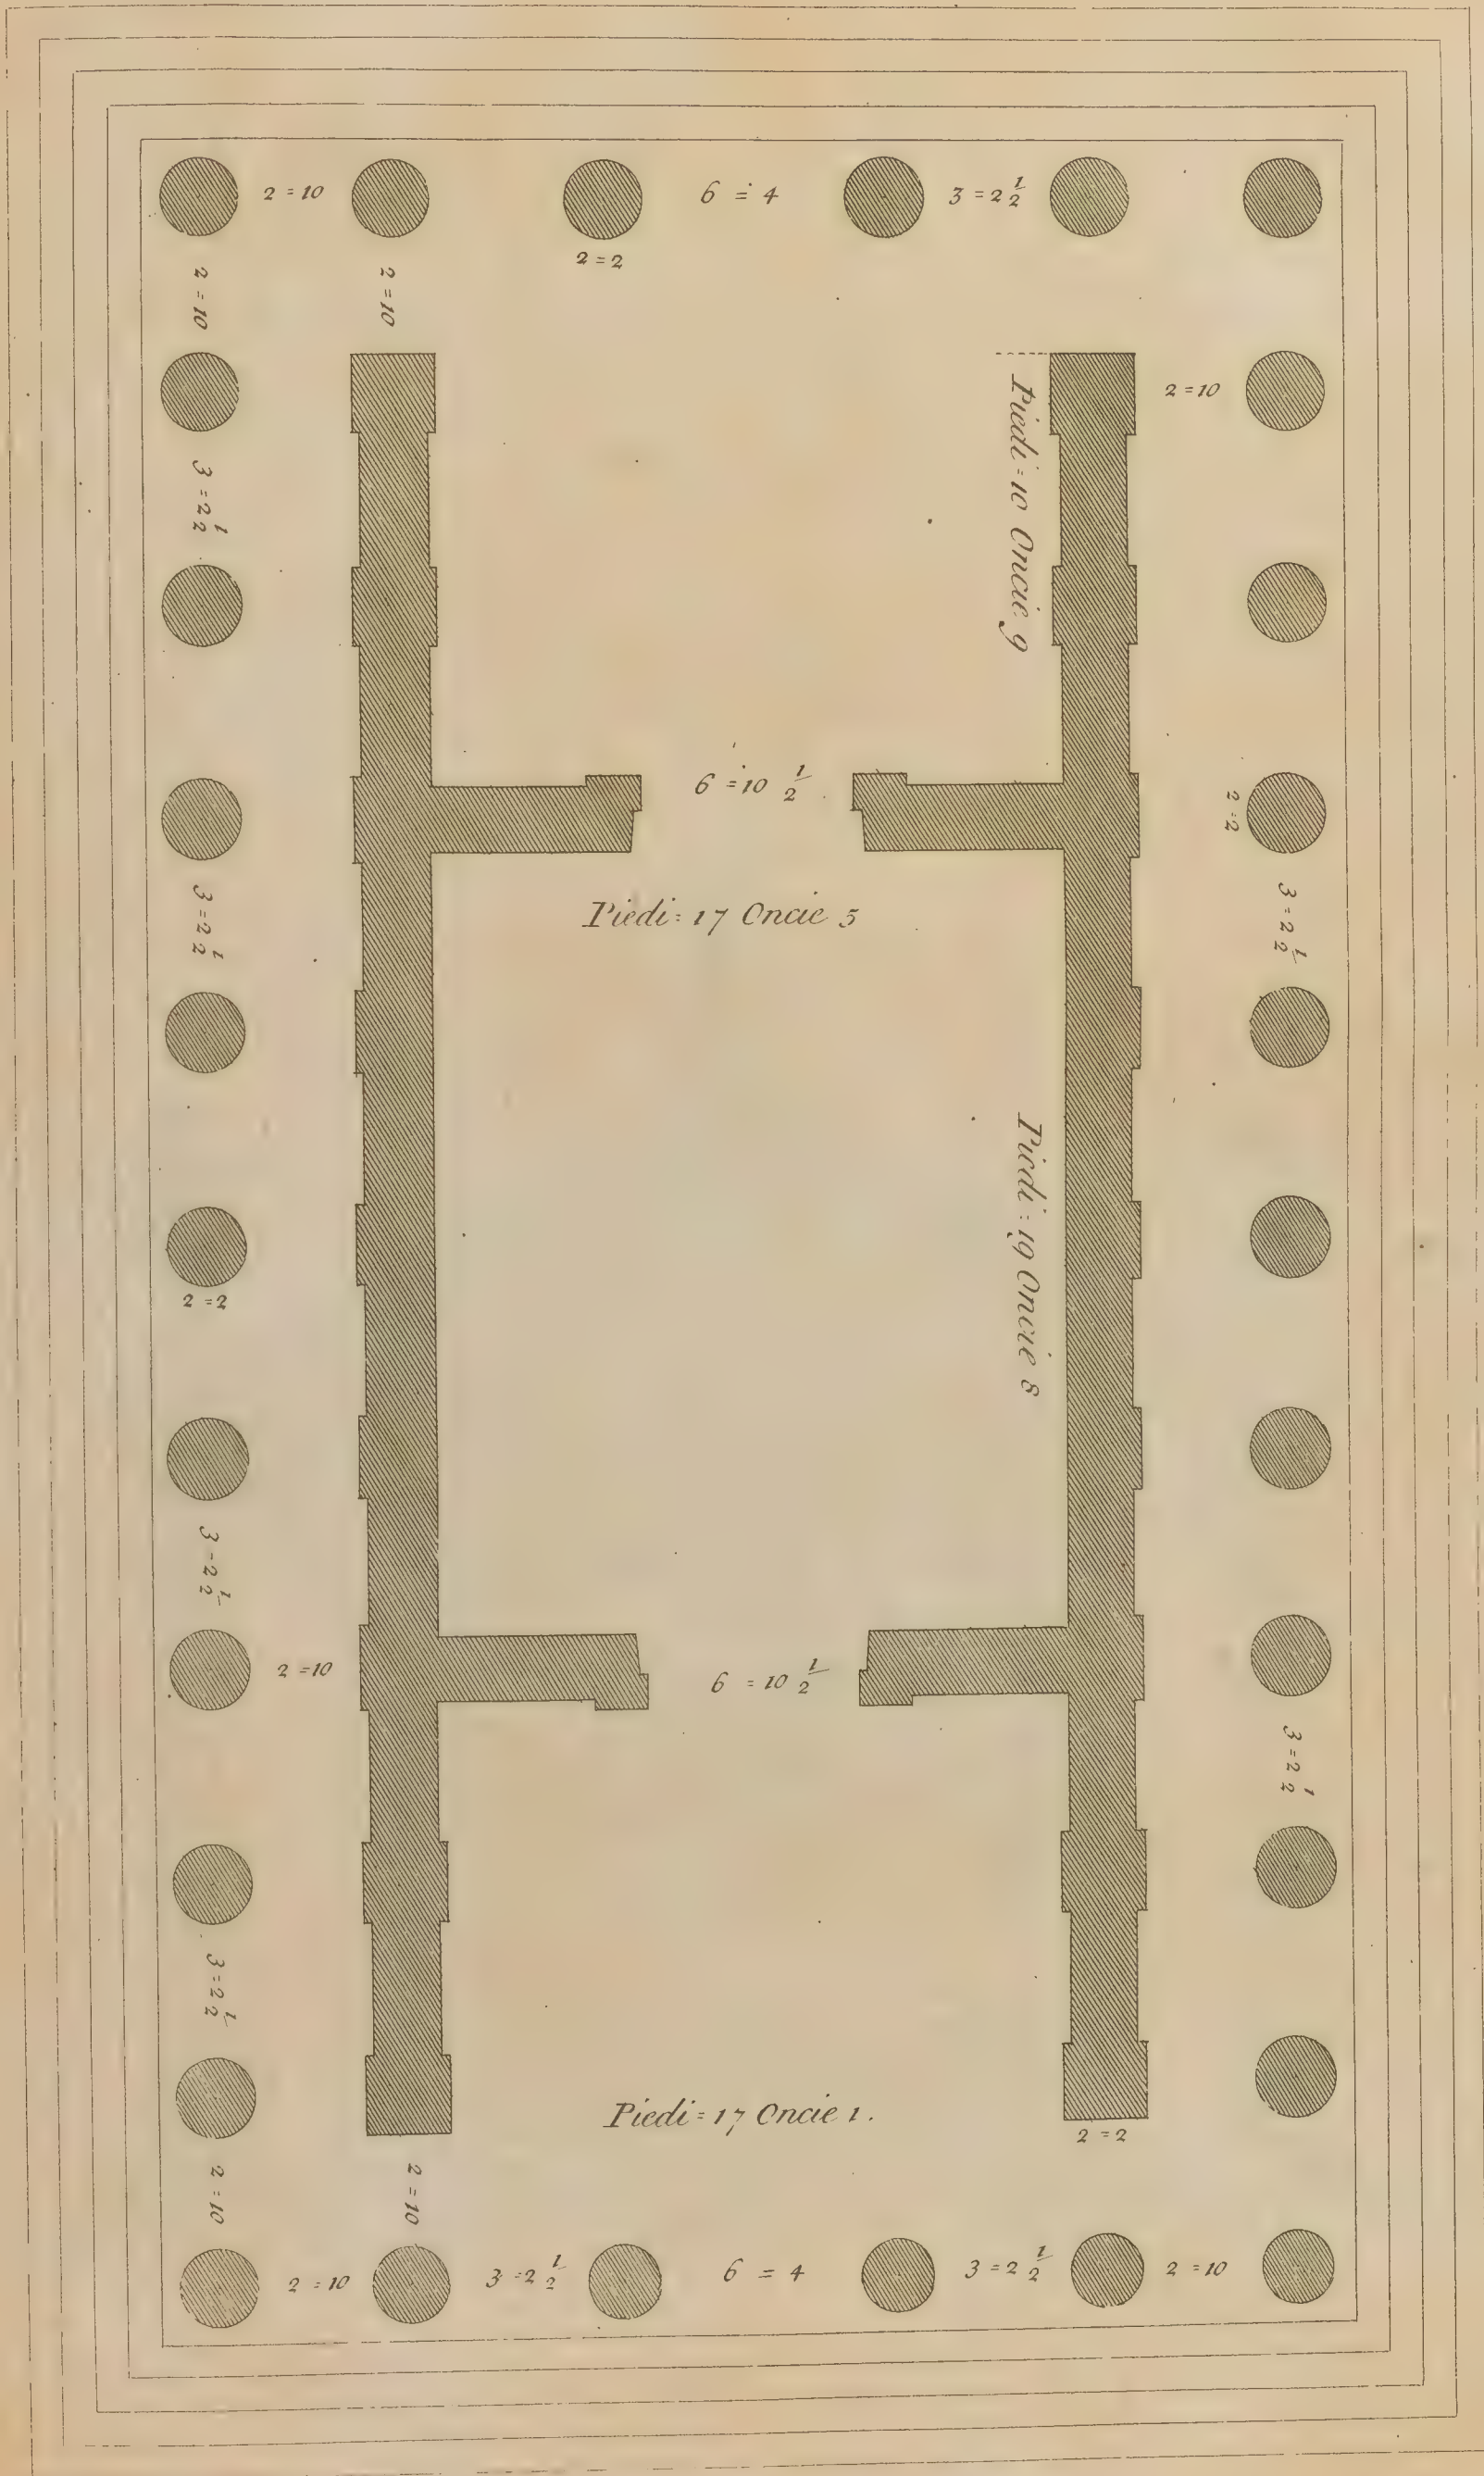 2 = 10
6 = 4
3 = 2 1/2
2 = 2
2 = 10
2 = 10
2 = 10
3 = 2 1/2
Piedi = 10 Oncie 9
6 = 10 1/2
2 = 2
3 = 2 1/2
Piedi = 17 Oncie 5
3 = 2 1/2
Piedi : 19 Oncie 8
2 = 2
3 - 2 1/2
2 = 10
6 = 10 1/2
3 = 2 1/2
3 = 2 1/2
Piedi = 17 Oncie 1.
2 = 2
2 = 10
2 = 10
2 = 10
3 = 2 1/2
6 = 4
3 = 2 1/2
2 = 10